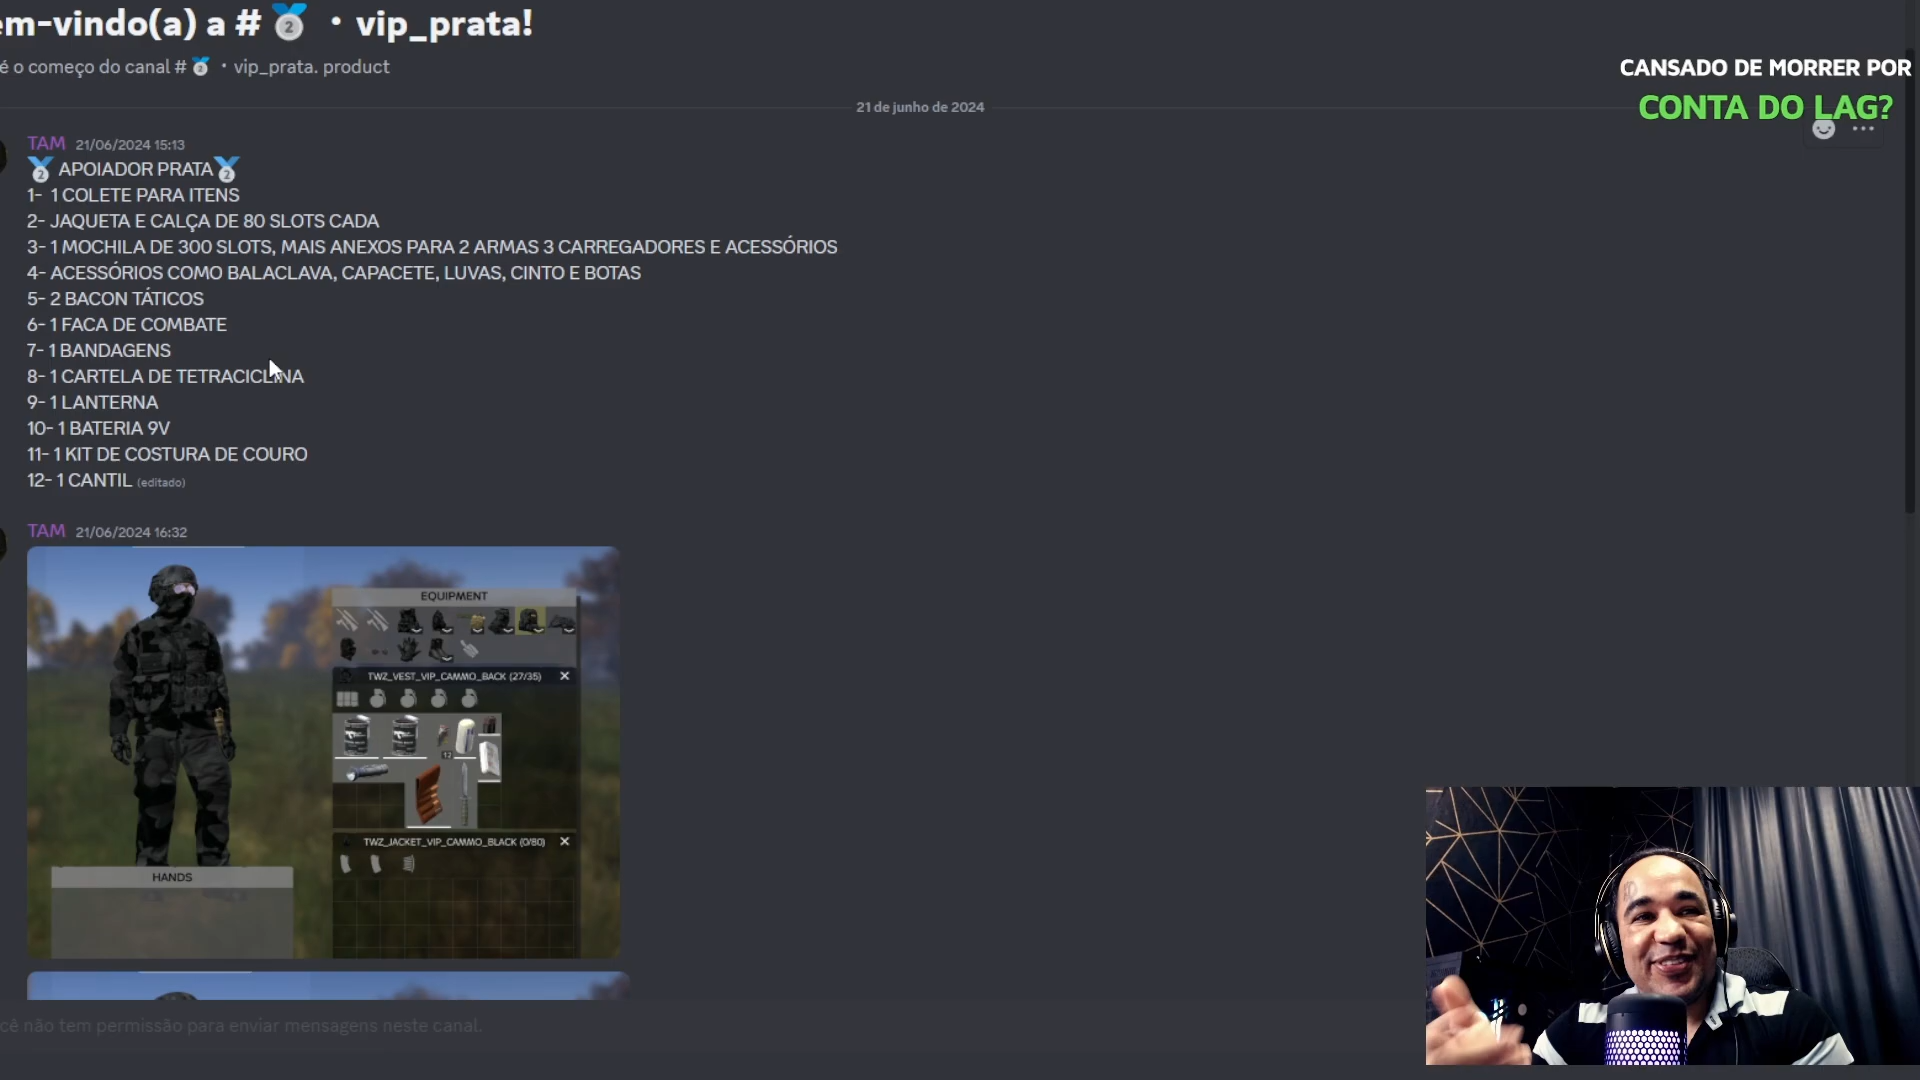 em-vindo(a) a # 2 • vip_prata!
é o começo do canal # 2 • vip_prata. product
CANSADO DE MORRER POR
CONTA DO LAG?
21 de junho de 2024
TAM 21/06/2024 15:13
2 APOIADOR PRATA 2
1- 1 COLETE PARA ITENS
2- JAQUETA E CALÇA DE 80 SLOTS CADA
3- 1 MOCHILA DE 300 SLOTS, MAIS ANEXOS PARA 2 ARMAS 3 CARREGADORES E ACESSÓRIOS
4- ACESSÓRIOS COMO BALACLAVA, CAPACETE, LUVAS, CINTO E BOTAS
5- 2 BACON TÁTICOS
6- 1 FACA DE COMBATE
7- 1 BANDAGENS
8- 1 CARTELA DE TETRACICLINA
9- 1 LANTERNA
10- 1 BATERIA 9V
11- 1 KIT DE COSTURA DE COURO
12- 1 CANTIL (editado)
TAM 21/06/2024 16:32
EQUIPMENT
TWZ_VEST_VIP_CAMMO_BACK (27/35)
12
TWZ_JACKET_VIP_CAMMO_BLACK (0/80)
HANDS
cê não tem permissão para enviar mensagens neste canal.